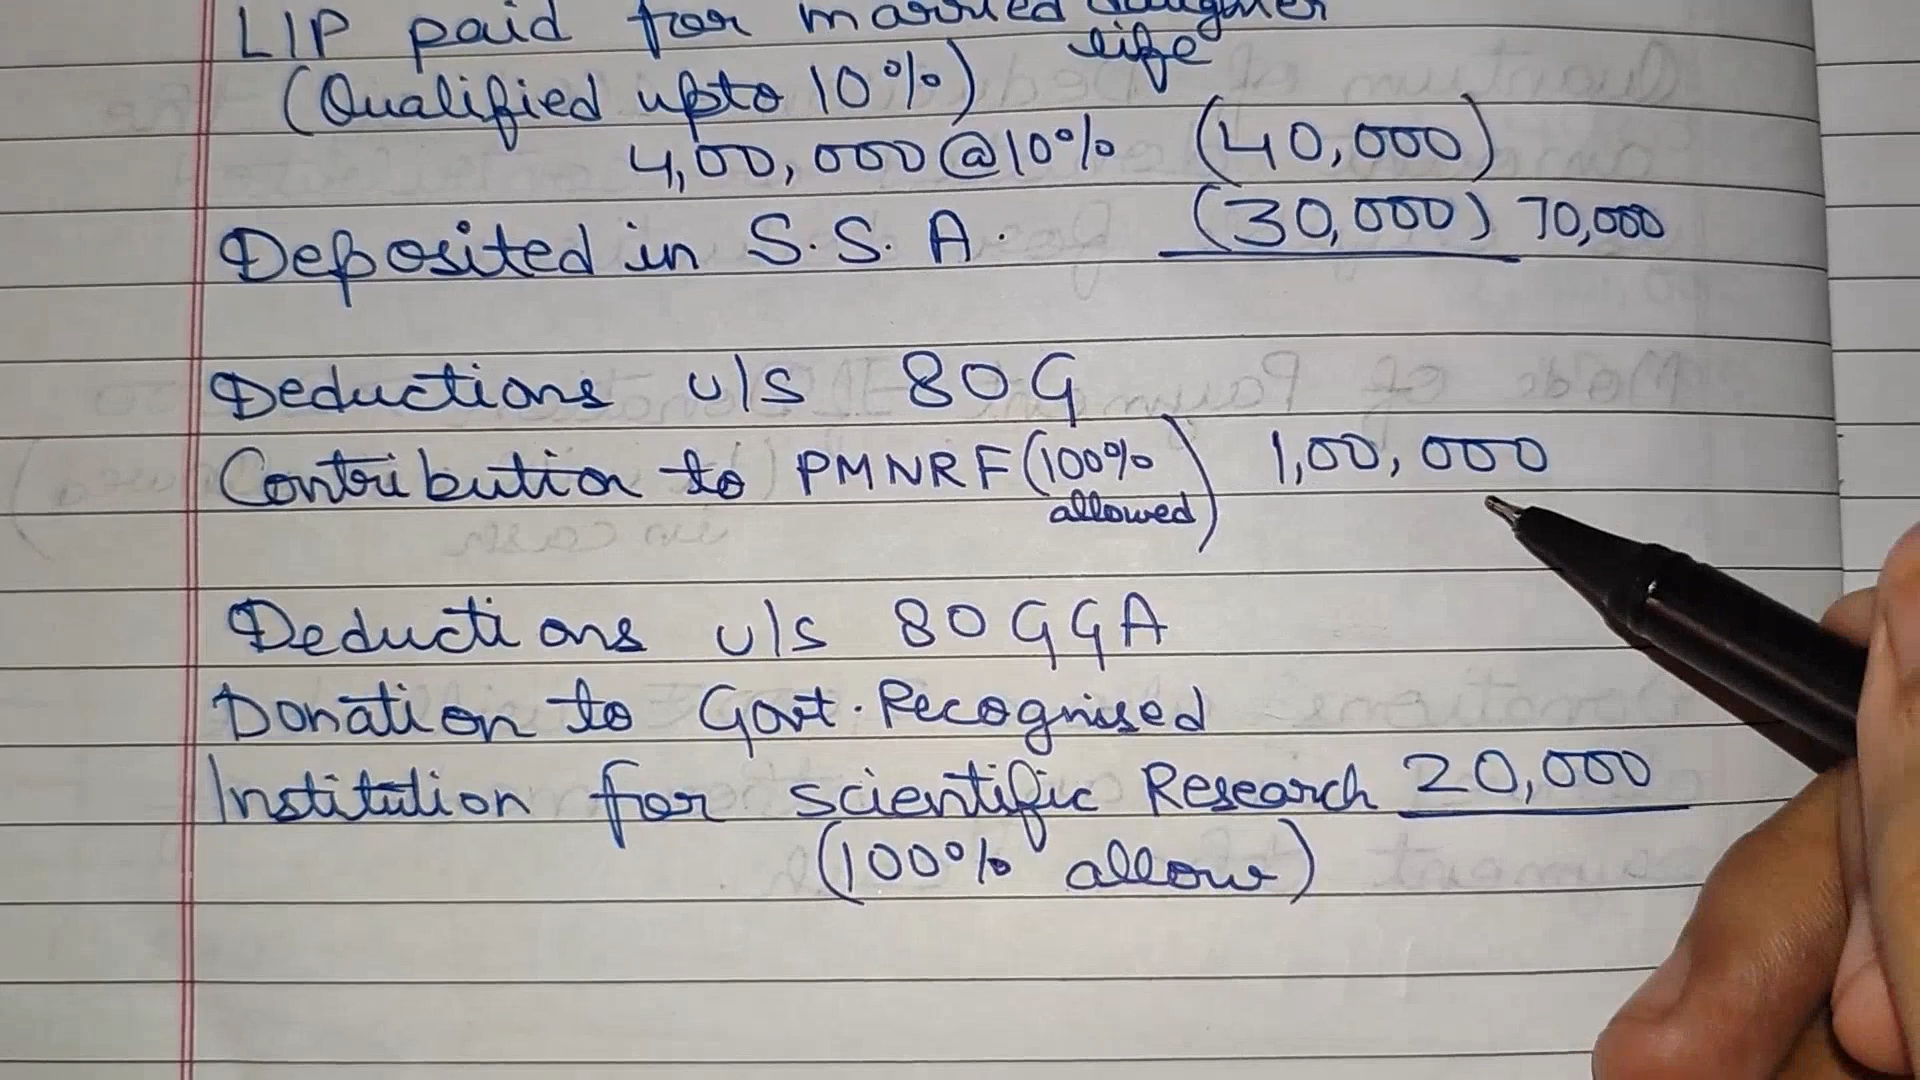 LIP paid for married daughter
life
(Qualified upto 10%)
4,00,000@10% (40,000)
Deposited in S.S.A. (30,000) 70,000
Deductions u/s 80G
Contribution to PMNRF (100% allowed) 1,00,000
Deductions u/s 80GGA
Donation to Govt. Recognised
Institution for scientific Research 20,000
(100% allow)